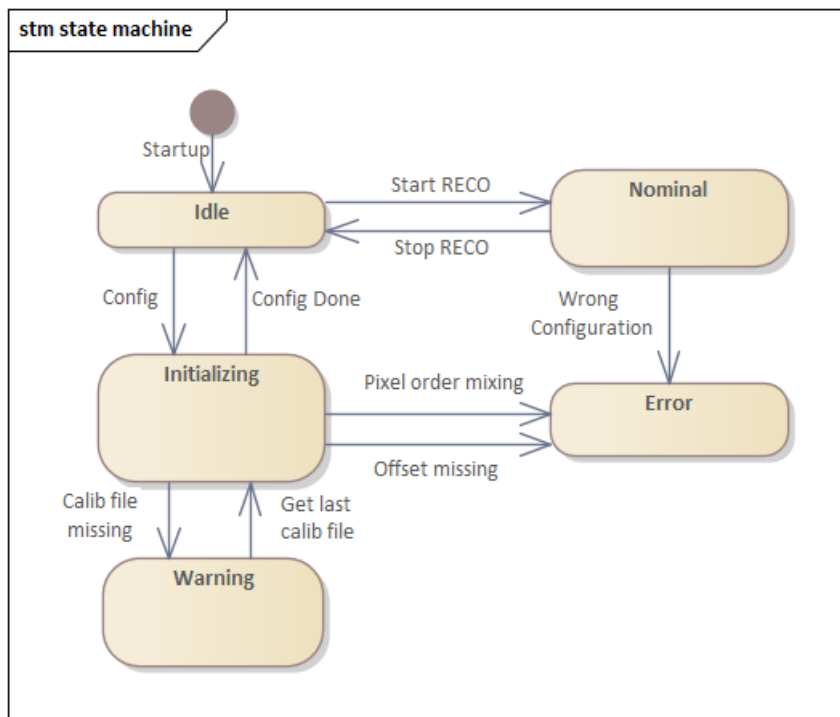 stm state machine
Startup
Idle
Start RECO
Nominal
Stop RECO
Config
Config Done
Wrong
Configuration
Initializing
Pixel order mixing
Error
Offset missing
Calib file
missing
Get last
calib file
Warning